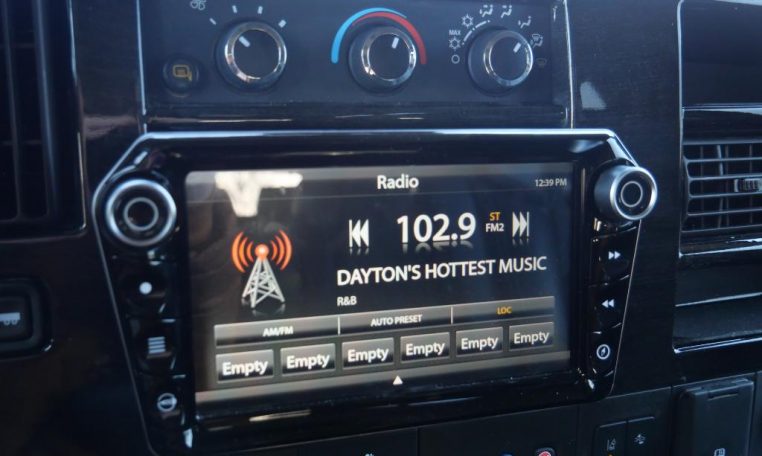 MAX
Radio
12:39 PM
102.9
ST
FM2
DAYTON'S HOTTEST MUSIC
R&B
AM/FM AUTO PRESET LOC
Empty Empty Empty Empty Empty Empty